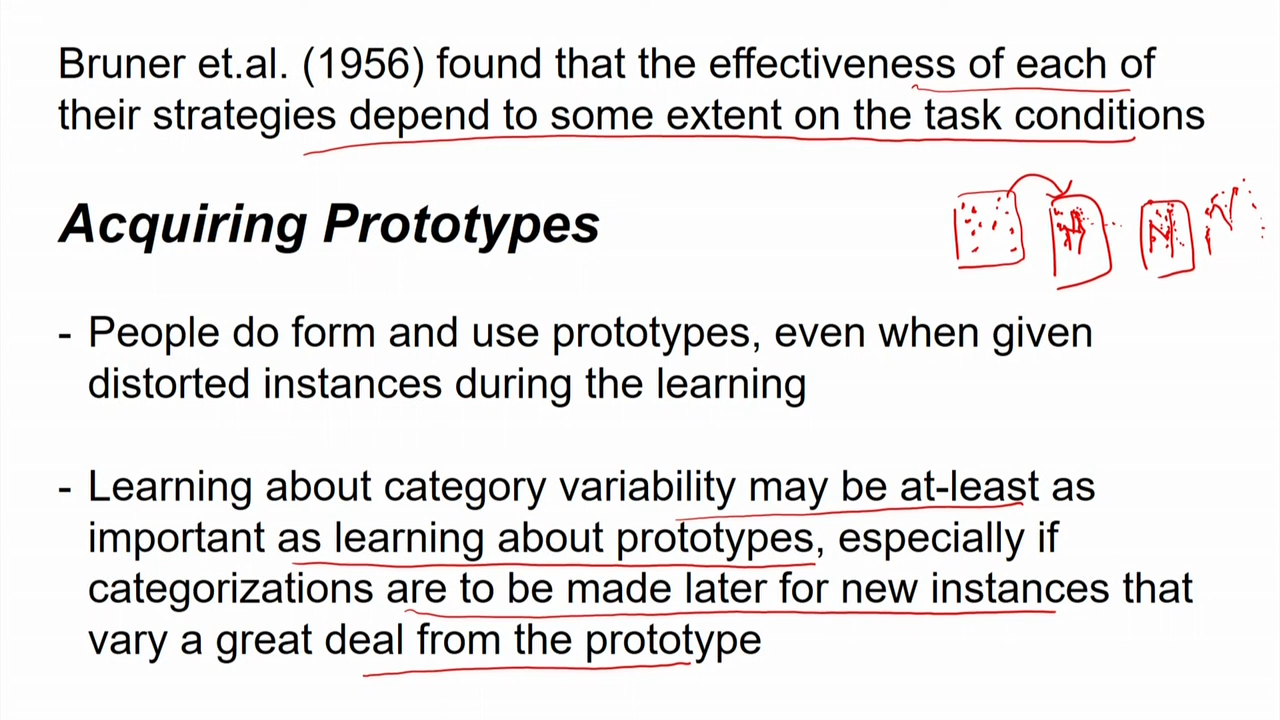 Bruner et.al. (1956) found that the effectiveness of each of
their strategies depend to some extent on the task conditions
Acquiring Prototypes
- People do form and use prototypes, even when given
distorted instances during the learning
- Learning about category variability may be at-least as
important as learning about prototypes, especially if
categorizations are to be made later for new instances that
vary a great deal from the prototype